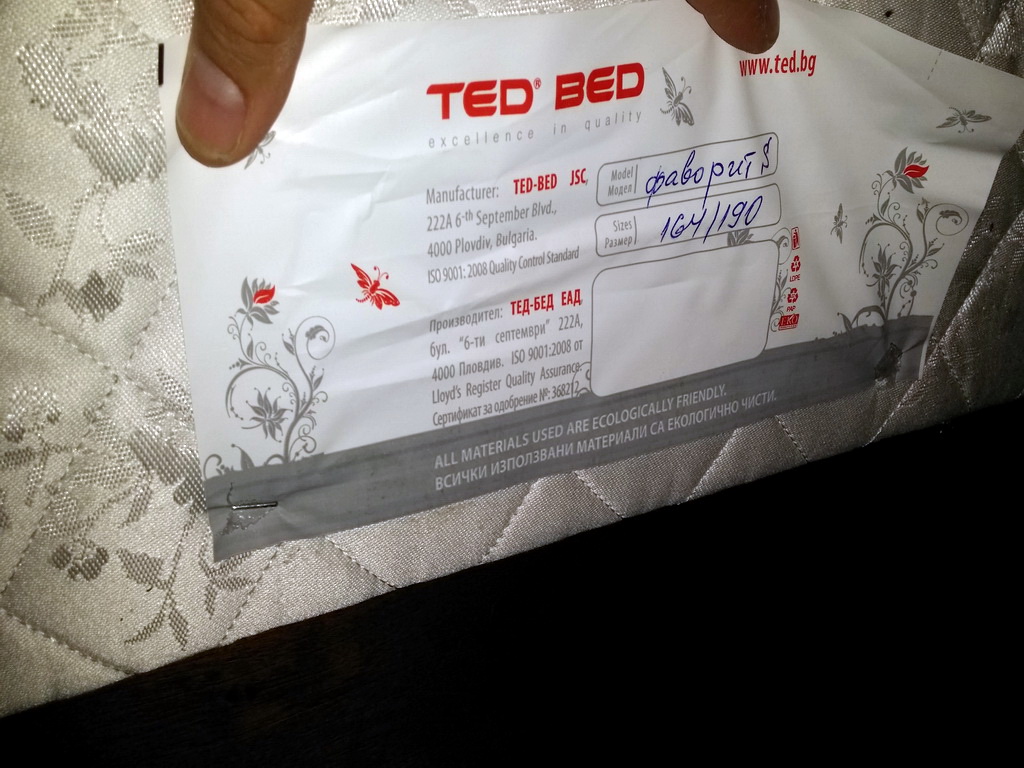 TED® BED
excellence in quality
www.ted.bg
Manufacturer: TED-BED JSC,
222A 6-th September Blvd.,
4000 Plovdiv, Bulgaria.
ISO 9001: 2008 Quality Control Standard
Model
Модел
фаворит
Sizes
Размер
164/190
Производител: ТЕД-БЕД ЕАД,
бул. "6-ти септември" 222А,
4000 Пловдив. ISO 9001:2008 от
Lloyd's Register Quality Assurance.
Сертификат за одобрение №: 368212
LDPE
PAP
ALL MATERIALS USED ARE ECOLOGICALLY FRIENDLY.
ВСИЧКИ ИЗПОЛЗВАНИ МАТЕРИАЛИ СА ЕКОЛОГИЧНО ЧИСТИ.